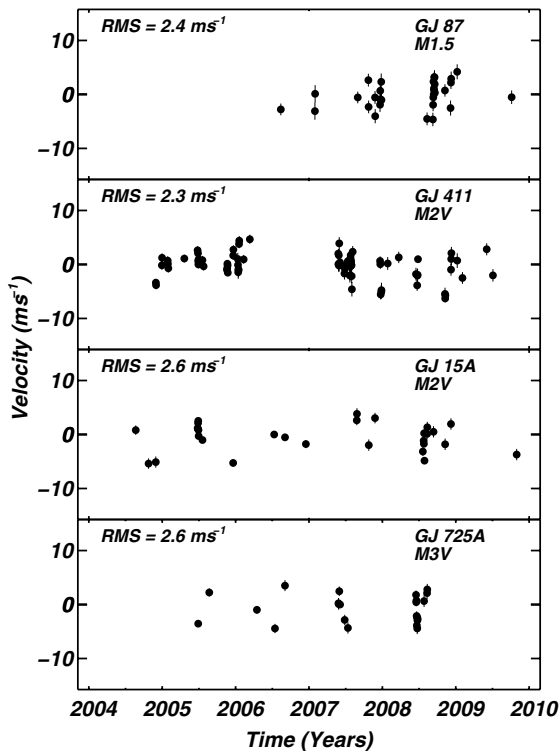 RMS = 2.4 ms⁻¹ GJ 87
M1.5
10
0
−10
RMS = 2.3 ms⁻¹ GJ 411
M2V
10
0
−10
RMS = 2.6 ms⁻¹ GJ 15A
M2V
10
0
−10
RMS = 2.6 ms⁻¹ GJ 725A
M3V
10
0
−10
Velocity (ms⁻¹)
2004 2005 2006 2007 2008 2009 2010
Time (Years)